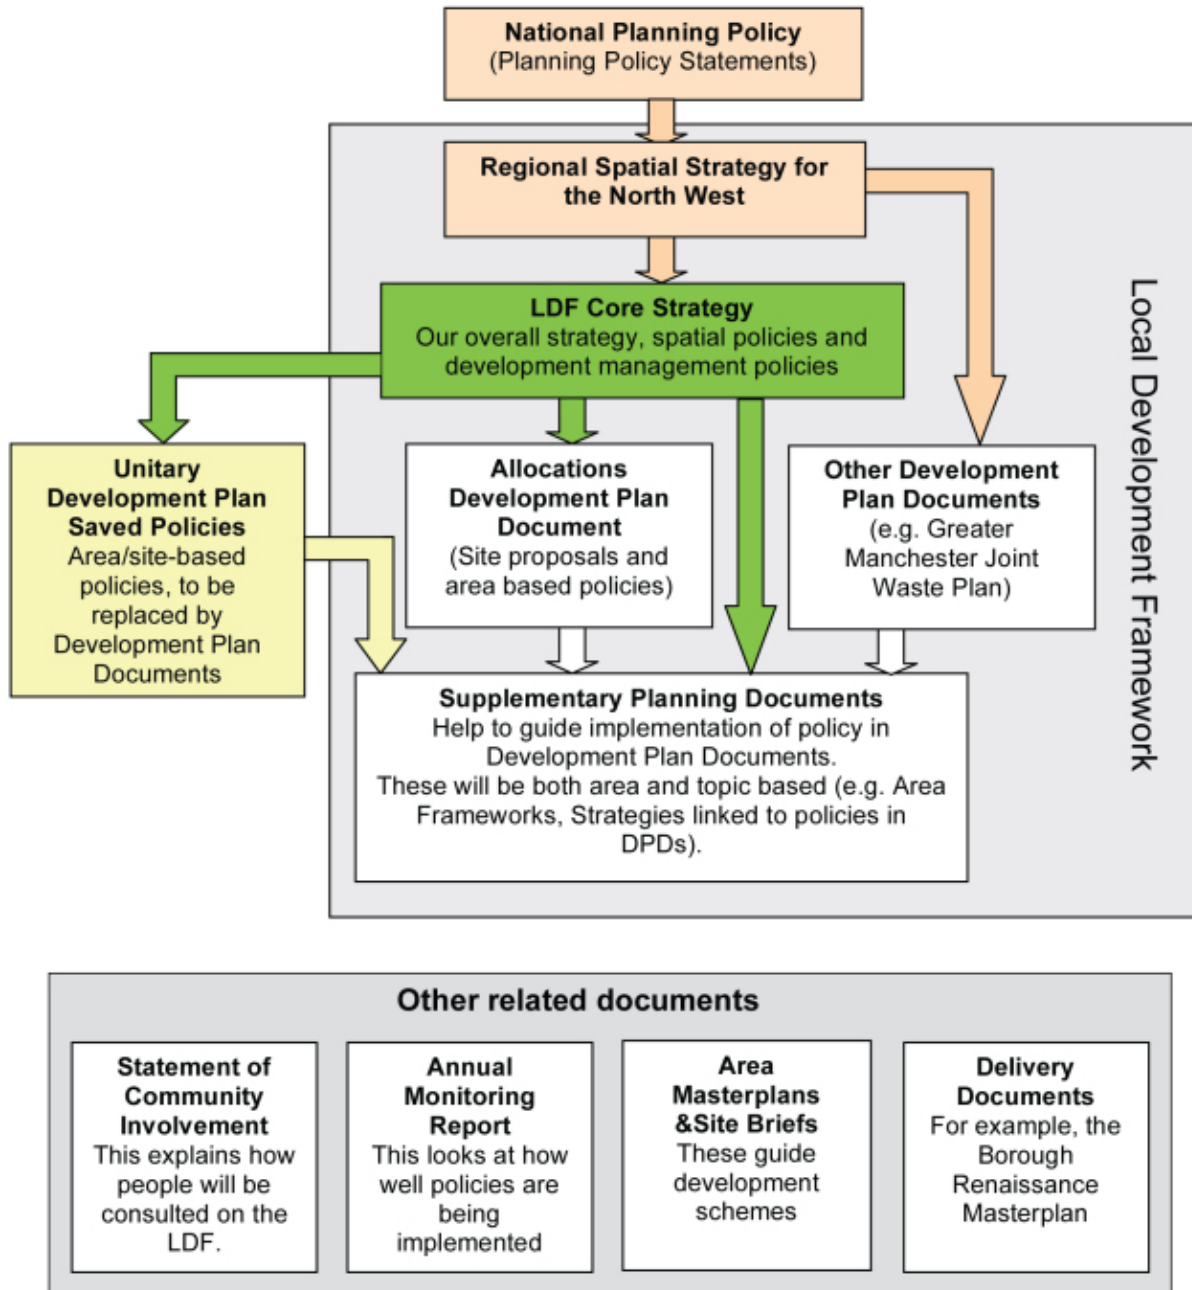 National Planning Policy
(Planning Policy Statements)
Regional Spatial Strategy for
the North West
LDF Core Strategy
Our overall strategy, spatial policies and
development management policies
Local Development Framework
Unitary
Development Plan
Saved Policies
Area/site-based
policies, to be
replaced by
Development Plan
Documents
Allocations
Development Plan
Document
(Site proposals and
area based policies)
Other Development
Plan Documents
(e.g. Greater
Manchester Joint
Waste Plan)
Supplementary Planning Documents
Help to guide implementation of policy in
Development Plan Documents.
These will be both area and topic based (e.g. Area
Frameworks, Strategies linked to policies in
DPDs).
Other related documents
Statement of
Community
Involvement
This explains how
people will be
consulted on the
LDF.
Annual
Monitoring
Report
This looks at how
well policies are
being
implemented
Area
Masterplans
&Site Briefs
These guide
development
schemes
Delivery
Documents
For example, the
Borough
Renaissance
Masterplan